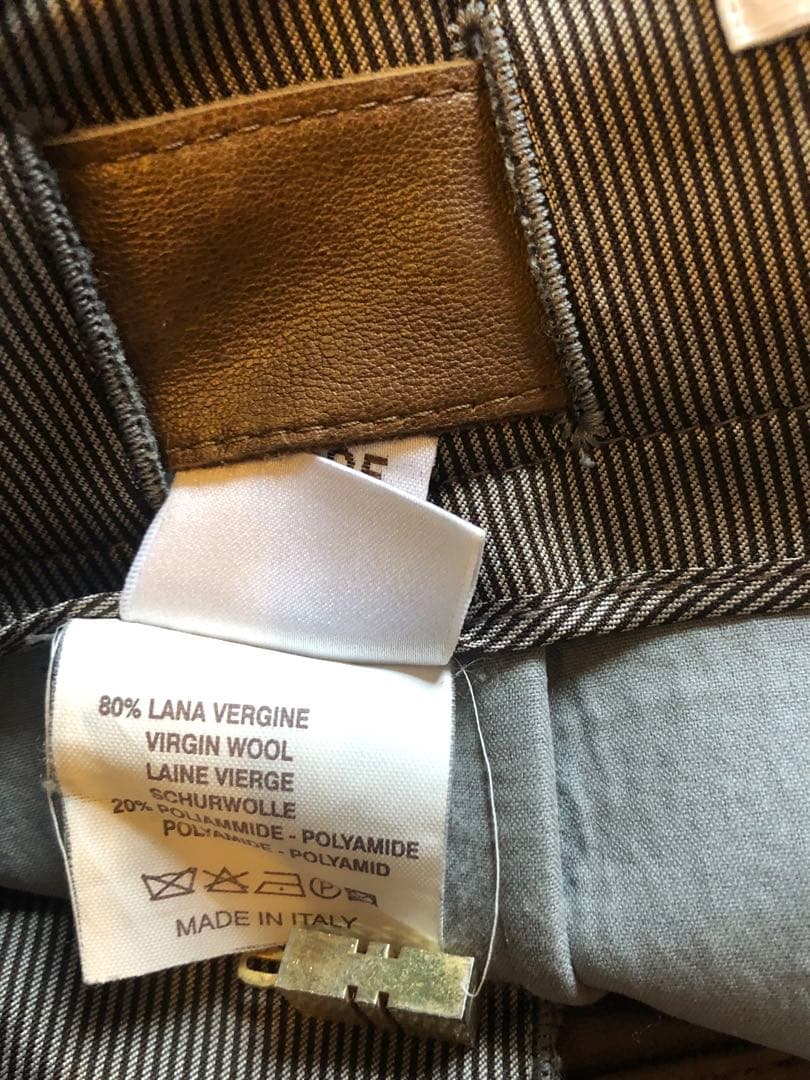 80% LANA VERGINE
VIRGIN WOOL
LAINE VIERGE
SCHURWOLLE
20% POLIAMMIDE - POLYAMIDE
POLYAMIDE - POLYAMID
P
MADE IN ITALY